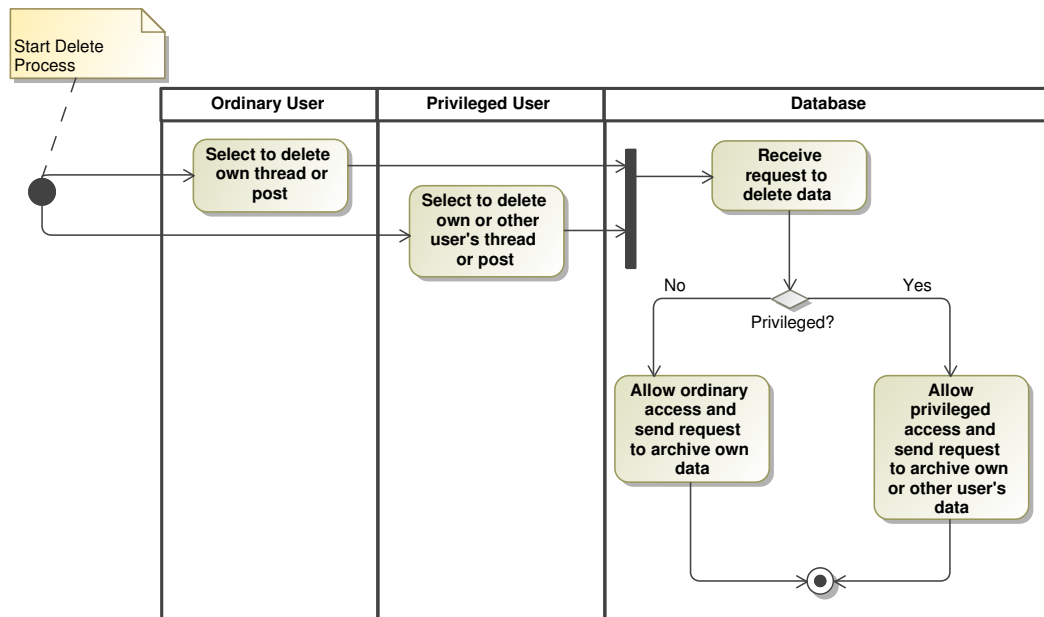 Start Delete
Process
Ordinary User
Privileged User
Database
Select to delete
own thread or
post
Select to delete
own or other
user's thread
or post
Receive
request to
delete data
No
Yes
Privileged?
Allow ordinary
access and
send request
to archive own
data
Allow
privileged
access and
send request
to archive own
or other user's
data